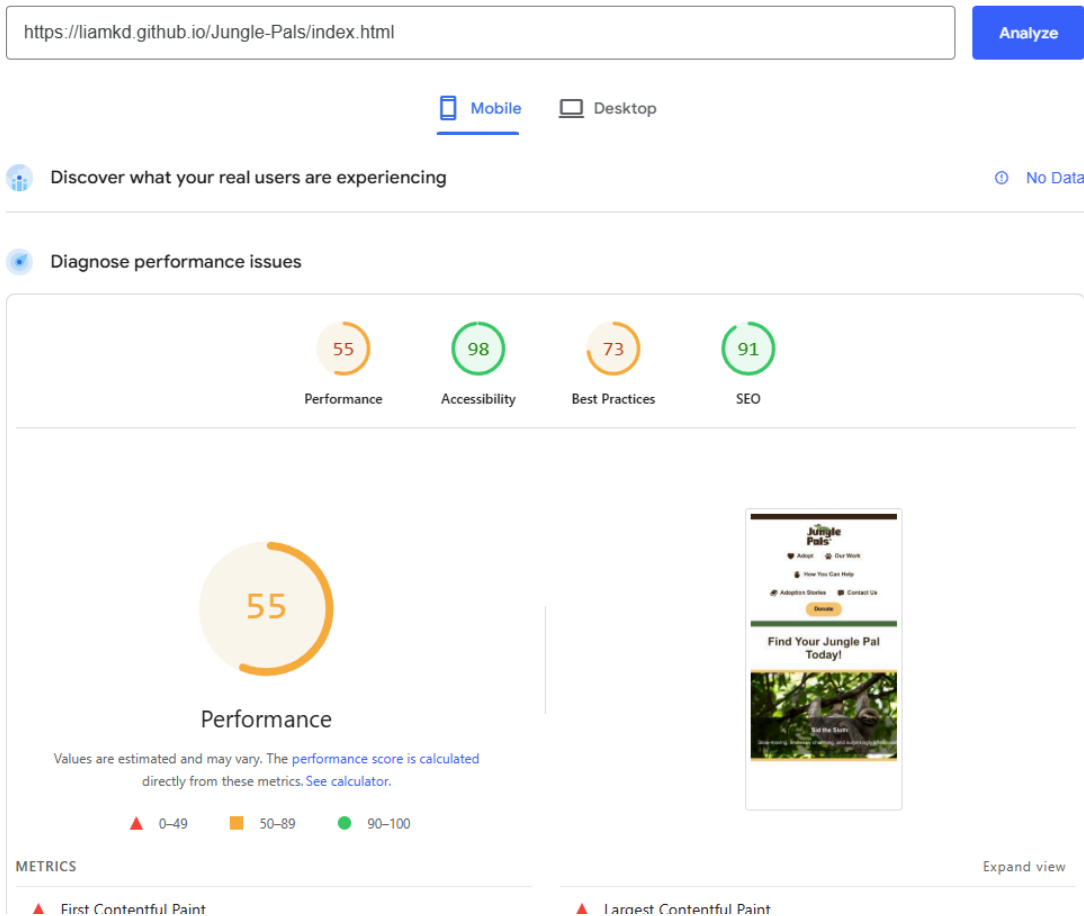 https://liamkd.github.io/Jungle-Pals/index.html
Analyze
Mobile
Desktop
Discover what your real users are experiencing
No Data
Diagnose performance issues
55
98
73
91
Performance
Accessibility
Best Practices
SEO
Jungle
Pals
Adopt
Our Work
How You Can Help
Adoption Stories
Contact Us
Donate
Find Your Jungle Pal
Today!
Sid the Sloth
55
Performance
Values are estimated and may vary. The performance score is calculated
directly from these metrics. See calculator.
0–49
50–89
90–100
METRICS
Expand view
First Contentful Paint
Largest Contentful Paint